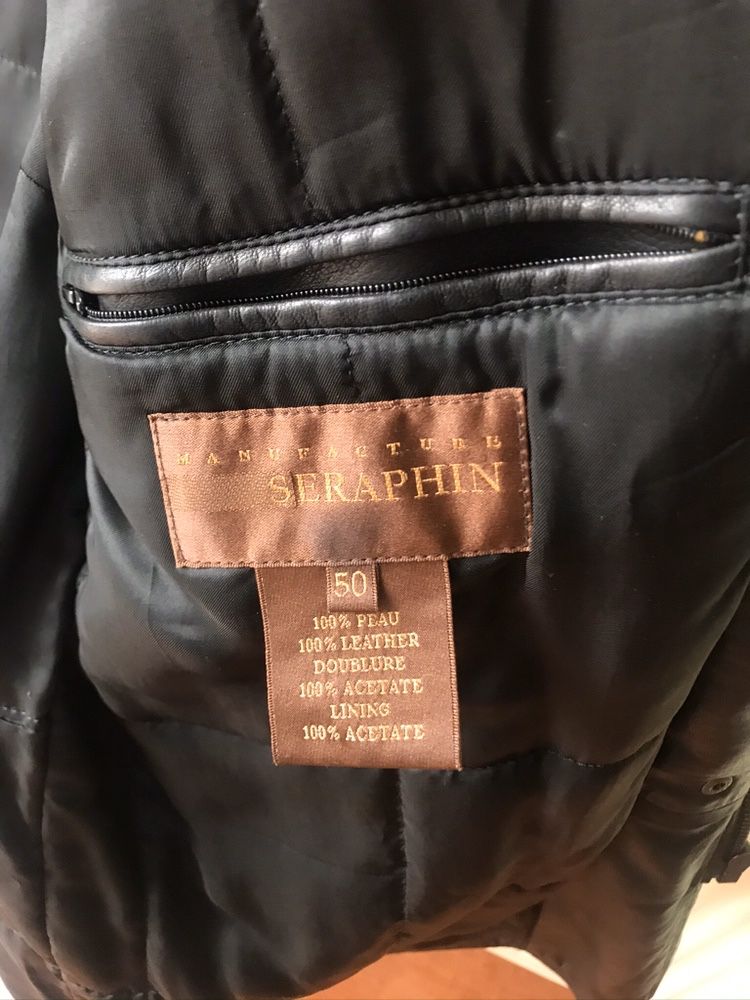 MANUFACTURE
SERAPHIN
50
100% PEAU
100% LEATHER
DOUBLURE
100% ACETATE
LINING
100% ACETATE